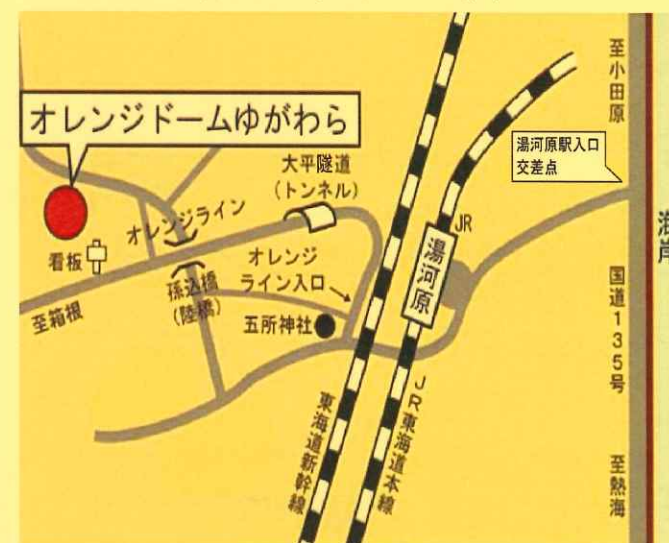 至小田原
オレンジドームゆがわら
湯河原駅入口
交差点
大平隧道
(トンネル)
オレンジライン
JR
湯河原
海岸
看板
オレンジ
ライン入口
孫込橋
(陸橋)
至箱根
五所神社
国道135号
東海道新幹線
JR東海道本線
至熱海